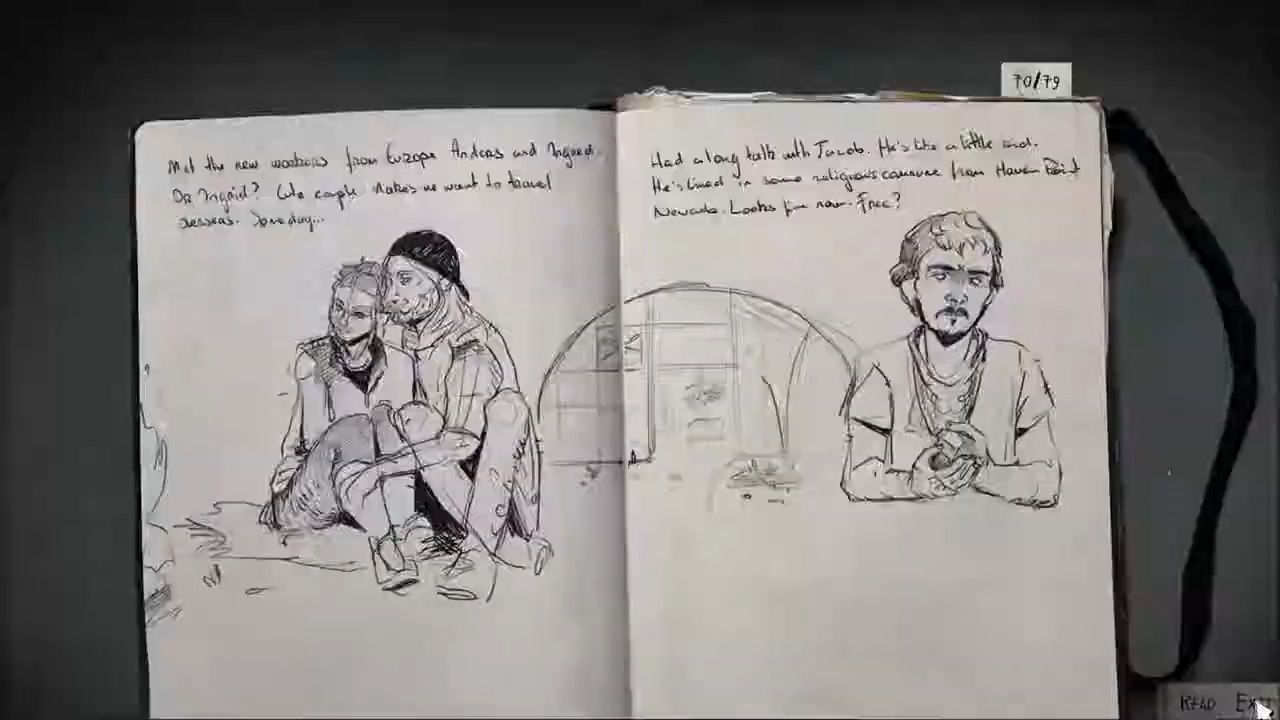 Met the new workers from Europe Anders and Ingrid.
Or Ingrid? Cute couple. Makes me want to travel
overseas. Someday...
70/79
Had a long talk with Jacob. He's like a little kid.
He's lived in some religious commune from Haven Point
Nevada. Looks for now. Free?
READ EXIT